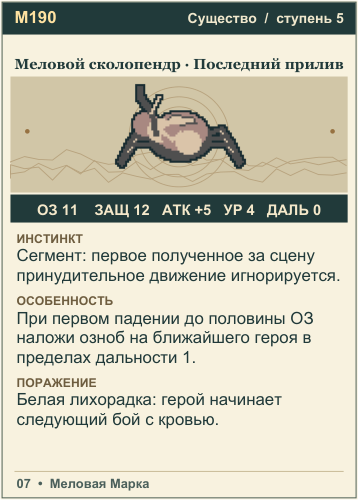 M190
Существо / ступень 5
Меловой сколопендр · Последний прилив
ОЗ 11 ЗАЩ 12 АТК +5 УР 4 ДАЛЬ 0
ИНСТИНКТ
Сегмент: первое полученное за сцену
принудительное движение игнорируется.
ОСОБЕННОСТЬ
При первом падении до половины ОЗ
наложи озноб на ближайшего героя в
пределах дальности 1.
ПОРАЖЕНИЕ
Белая лихорадка: герой начинает
следующий бой с кровью.
07 • Меловая Марка